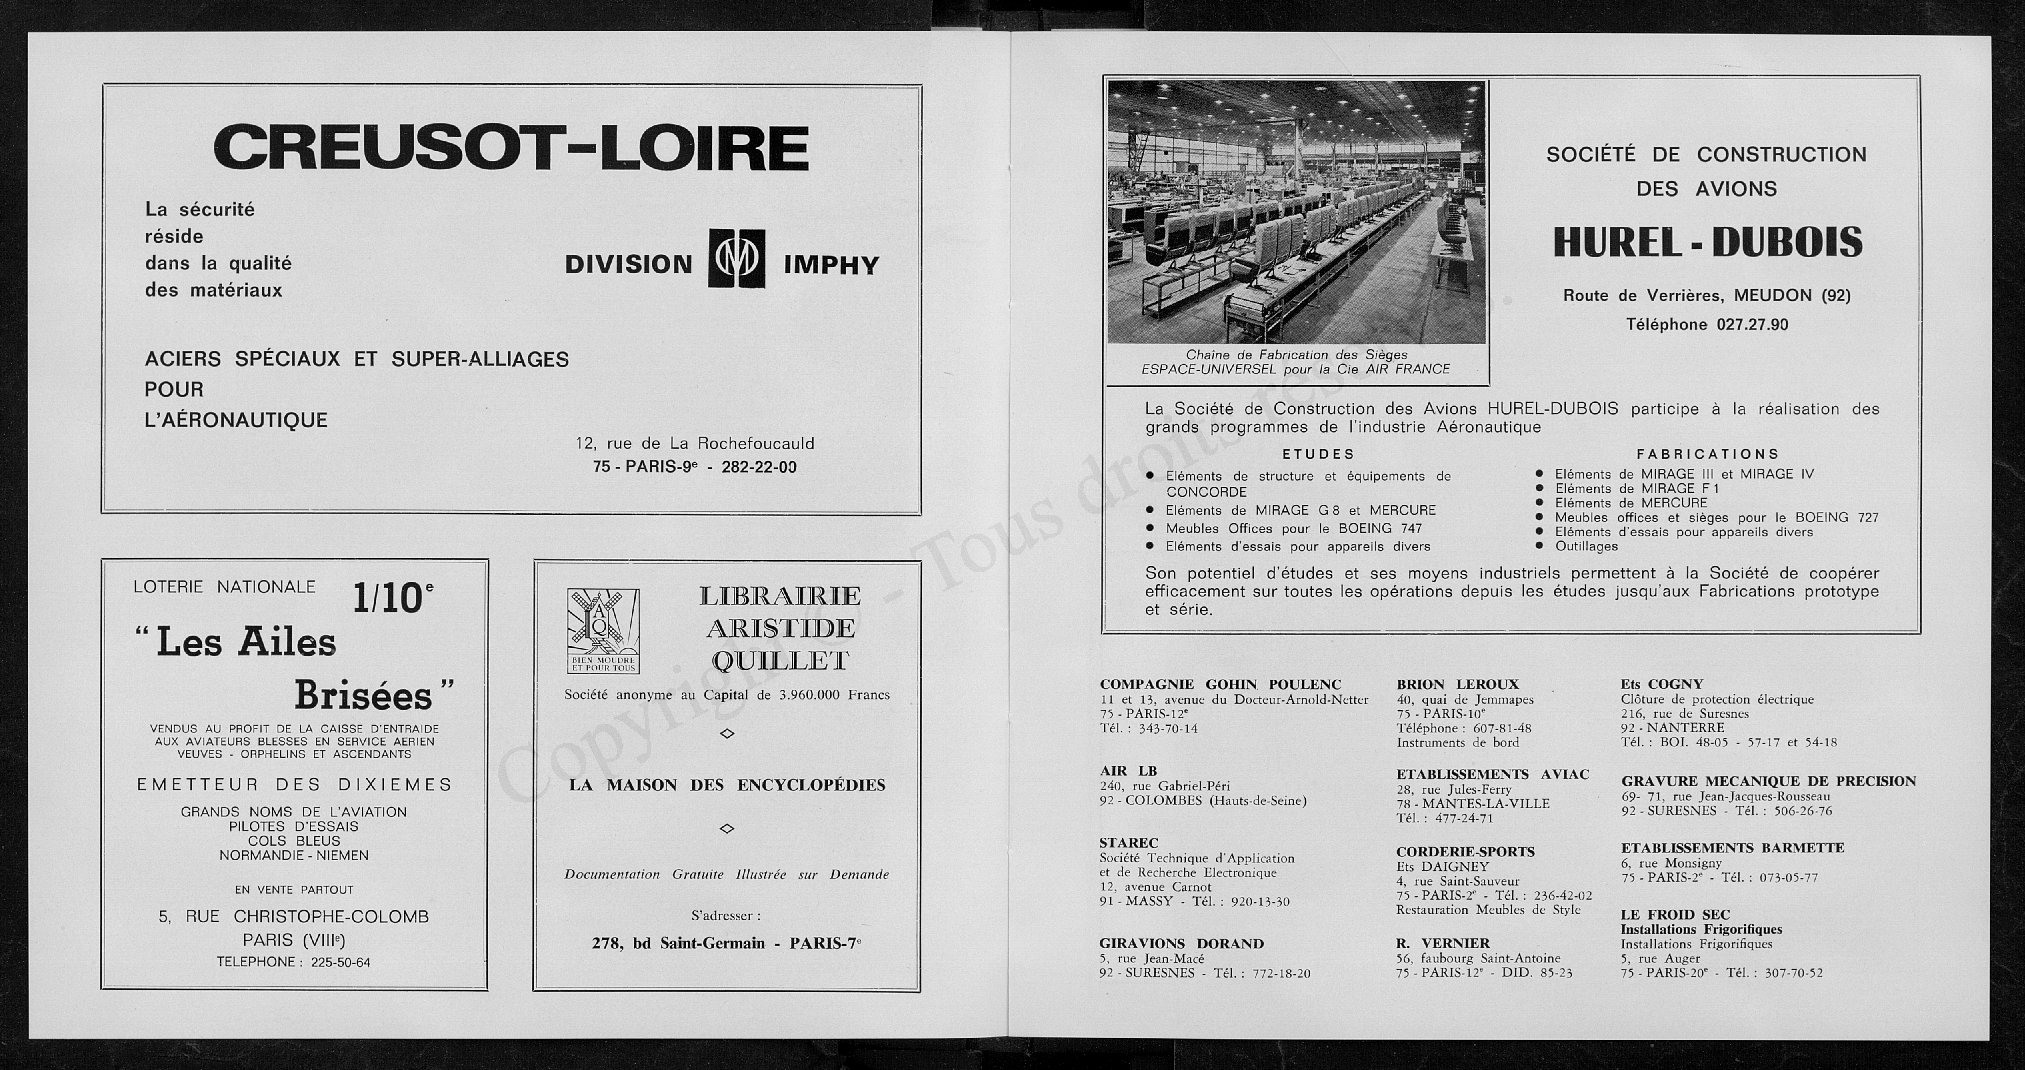 CREUSOT-LOIRE
La sécurité
réside
dans la qualité
des matériaux
DIVISION IMPHY
ACIERS SPÉCIAUX ET SUPER-ALLIAGES
POUR
L'AÉRONAUTIQUE
12, rue de La Rochefoucauld
75 - PARIS-9e - 282-22-00
LOTERIE NATIONALE 1/10e
“Les Ailes
Brisées”
VENDUS AU PROFIT DE LA CAISSE D'ENTRAIDE
AUX AVIATEURS BLESSES EN SERVICE AERIEN
VEUVES - ORPHELINS ET ASCENDANTS
EMETTEUR DES DIXIEMES
GRANDS NOMS DE L'AVIATION
PILOTES D'ESSAIS
COLS BLEUS
NORMANDIE - NIEMEN
EN VENTE PARTOUT
5, RUE CHRISTOPHE-COLOMB
PARIS (VIIIe)
TELEPHONE : 225-50-64
A
Q
BIEN MOUDRE
ET POUR TOUS
LIBRAIRIE
ARISTIDE
QUILLET
Société anonyme au Capital de 3.960.000 Francs
LA MAISON DES ENCYCLOPÉDIES
Documentation Gratuite Illustrée sur Demande
S'adresser :
278, bd Saint-Germain - PARIS-7e
Chaîne de Fabrication des Sièges
ESPACE-UNIVERSEL pour la Cie AIR FRANCE
SOCIÉTÉ DE CONSTRUCTION
DES AVIONS
HUREL - DUBOIS
Route de Verrières, MEUDON (92)
Téléphone 027.27.90
La Société de Construction des Avions HUREL-DUBOIS participe à la réalisation des
grands programmes de l'industrie Aéronautique
ETUDES
● Eléments de structure et équipements de
CONCORDE
● Eléments de MIRAGE G 8 et MERCURE
● Meubles Offices pour le BOEING 747
● Eléments d'essais pour appareils divers
FABRICATIONS
● Eléments de MIRAGE III et MIRAGE IV
● Eléments de MIRAGE F 1
● Eléments de MERCURE
● Meubles offices et sièges pour le BOEING 727
● Eléments d'essais pour appareils divers
● Outillages
Son potentiel d'études et ses moyens industriels permettent à la Société de coopérer
efficacement sur toutes les opérations depuis les études jusqu'aux Fabrications prototype
et série.
COMPAGNIE GOHIN POULENC
11 et 13, avenue du Docteur-Arnold-Netter
75 - PARIS-12e
Tél. : 343-70-14
AIR LB
240, rue Gabriel-Péri
92 - COLOMBES (Hauts-de-Seine)
STAREC
Société Technique d'Application
et de Recherche Electronique
12, avenue Carnot
91 - MASSY - Tél. : 920-13-30
GIRAVIONS DORAND
5, rue Jean-Macé
92 - SURESNES - Tél. : 772-18-20
BRION LEROUX
40, quai de Jemmapes
75 - PARIS-10e
Téléphone : 607-81-48
Instruments de bord
ETABLISSEMENTS AVIAC
28, rue Jules-Ferry
78 - MANTES-LA-VILLE
Tél. : 477-24-71
CORDERIE-SPORTS
Ets DAIGNEY
4, rue Saint-Sauveur
75 - PARIS-2e - Tél. : 236-42-02
Restauration Meubles de Style
R. VERNIER
56, faubourg Saint-Antoine
75 - PARIS-12e - DID. 85-23
Ets COGNY
Clôture de protection électrique
216, rue de Suresnes
92 - NANTERRE
Tél. : BOI. 48-05 - 57-17 et 54-18
GRAVURE MECANIQUE DE PRECISION
69- 71, rue Jean-Jacques-Rousseau
92 - SURESNES - Tél. : 506-26-76
ETABLISSEMENTS BARMETTE
6, rue Monsigny
75 - PARIS-2e - Tél. : 073-05-77
LE FROID SEC
Installations Frigorifiques
Installations Frigorifiques
5, rue Auger
75 - PARIS-20e - Tél. : 307-70-52
Copyright © - Tous droits